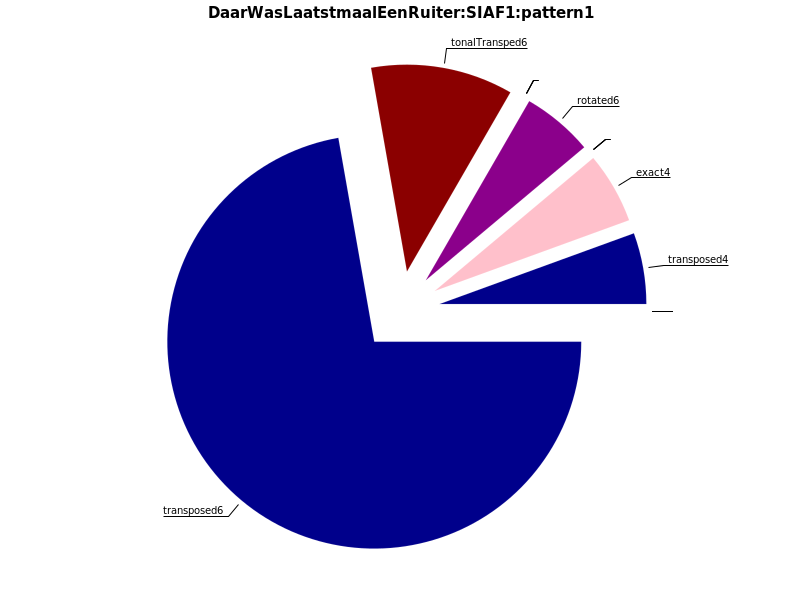 DaarWasLaatstmaalEenRuiter:SIAF1:pattern1
tonalTransped6
rotated6
exact4
transposed4
transposed6